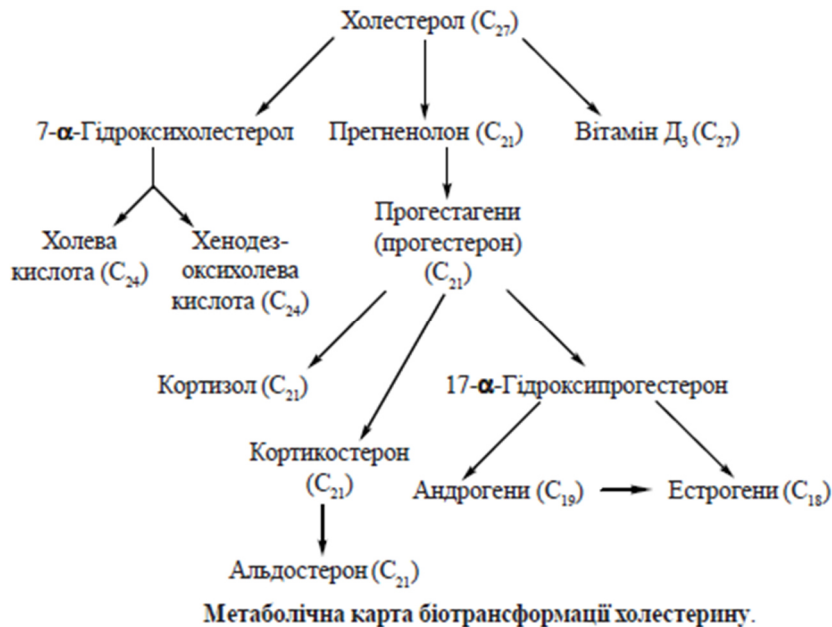 Холестерол (C₂₇)
7-α-Гідроксихолестерол
Прегненолон (C₂₁)
Вітамін Д₃ (C₂₇)
Холева
кислота (C₂₄)
Хенодез-
оксихолева
кислота (C₂₄)
Прогестагени
(прогестерон)
(C₂₁)
Кортизол (C₂₁)
17-α-Гідроксипрогестерон
Кортикостерон
(C₂₁)
Андрогени (C₁₉)
Естрогени (C₁₈)
Альдостерон (C₂₁)
Метаболічна карта біотрансформації холестерину.